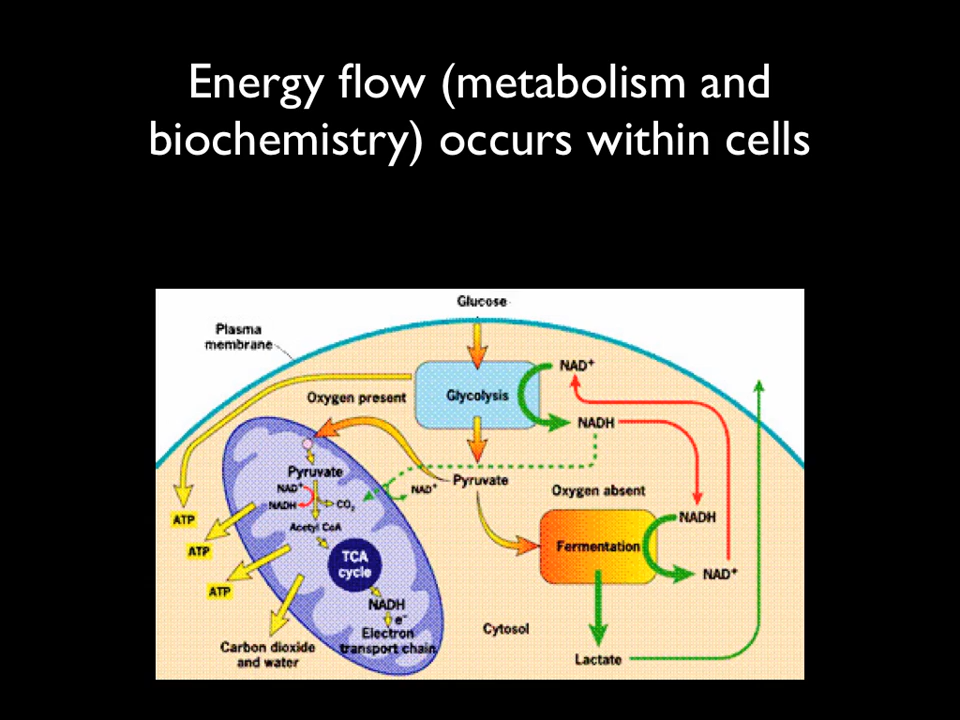 Energy flow (metabolism and
biochemistry) occurs within cells
Glucose
Plasma
membrane
NAD+
Oxygen present
Glycolysis
NADH
Pyruvate
Pyruvate
NAD+
NAD+
Oxygen absent
NADH
CO2
ATP
NADH
Acetyl CoA
Fermentation
ATP
TCA
cycle
NAD+
ATP
NADH
e-
Electron
transport chain
Cytosol
Carbon dioxide
and water
Lactate